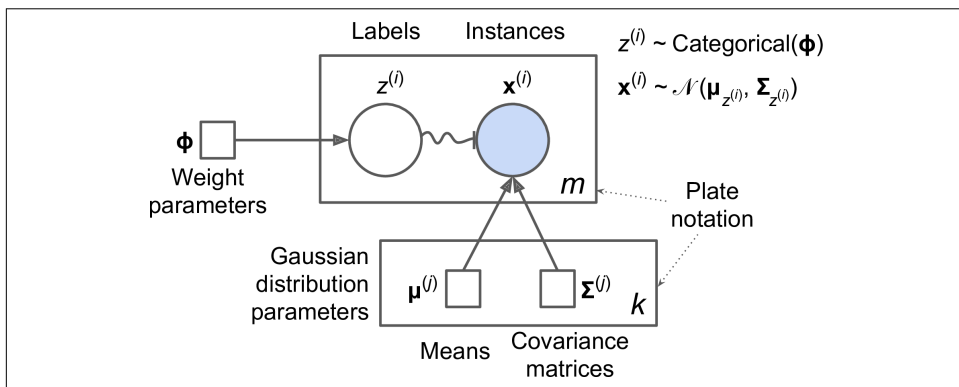 Labels
Instances
z^(i) ~ Categorical(ϕ)
z^(i)
x^(i)
x^(i) ~ 𝒩(μ_z^(i), Σ_z^(i))
ϕ
Weight
parameters
m
Plate
notation
Gaussian
distribution
parameters
μ^(j)
Σ^(j)
k
Means
Covariance
matrices